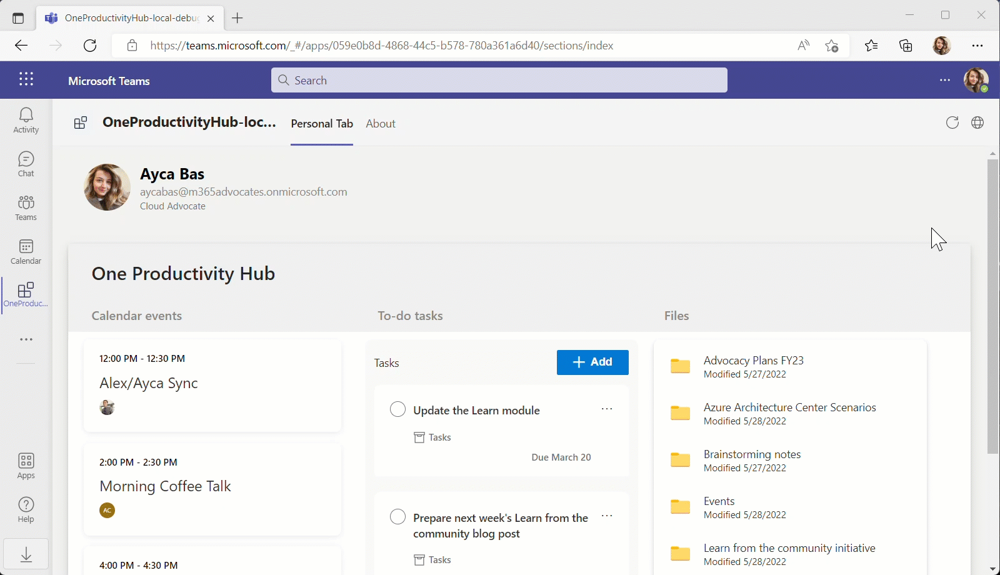 OneProductivityHub-local-debug
https://teams.microsoft.com/_#/apps/059e0b8d-4868-44c5-b578-780a361a6d40/sections/index
Microsoft Teams
Search
Activity
Chat
Teams
Calendar
OneProduc...
Apps
Help
OneProductivityHub-loc...
Personal Tab
About
Ayca Bas
aycabas@m365advocates.onmicrosoft.com
Cloud Advocate
One Productivity Hub
Calendar events
12:00 PM - 12:30 PM
Alex/Ayca Sync
2:00 PM - 2:30 PM
Morning Coffee Talk
AC
4:00 PM - 4:30 PM
To-do tasks
Tasks
Add
Update the Learn module
Tasks
Due March 20
Prepare next week's Learn from the
community blog post
Tasks
Files
Advocacy Plans FY23
Modified 5/27/2022
Azure Architecture Center Scenarios
Modified 5/28/2022
Brainstorming notes
Modified 5/27/2022
Events
Modified 5/28/2022
Learn from the community initiative
Modified 5/28/2022